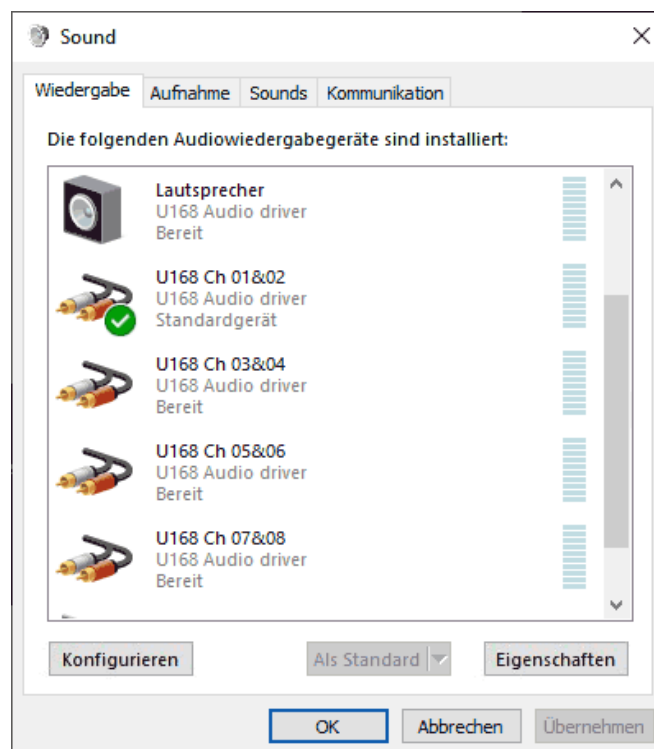 Sound
Wiedergabe
Aufnahme
Sounds
Kommunikation
Die folgenden Audiowiedergabegeräte sind installiert:
Lautsprecher
U168 Audio driver
Bereit
U168 Ch 01&02
U168 Audio driver
Standardgerät
U168 Ch 03&04
U168 Audio driver
Bereit
U168 Ch 05&06
U168 Audio driver
Bereit
U168 Ch 07&08
U168 Audio driver
Bereit
Konfigurieren
Als Standard
Eigenschaften
OK
Abbrechen
Übernehmen